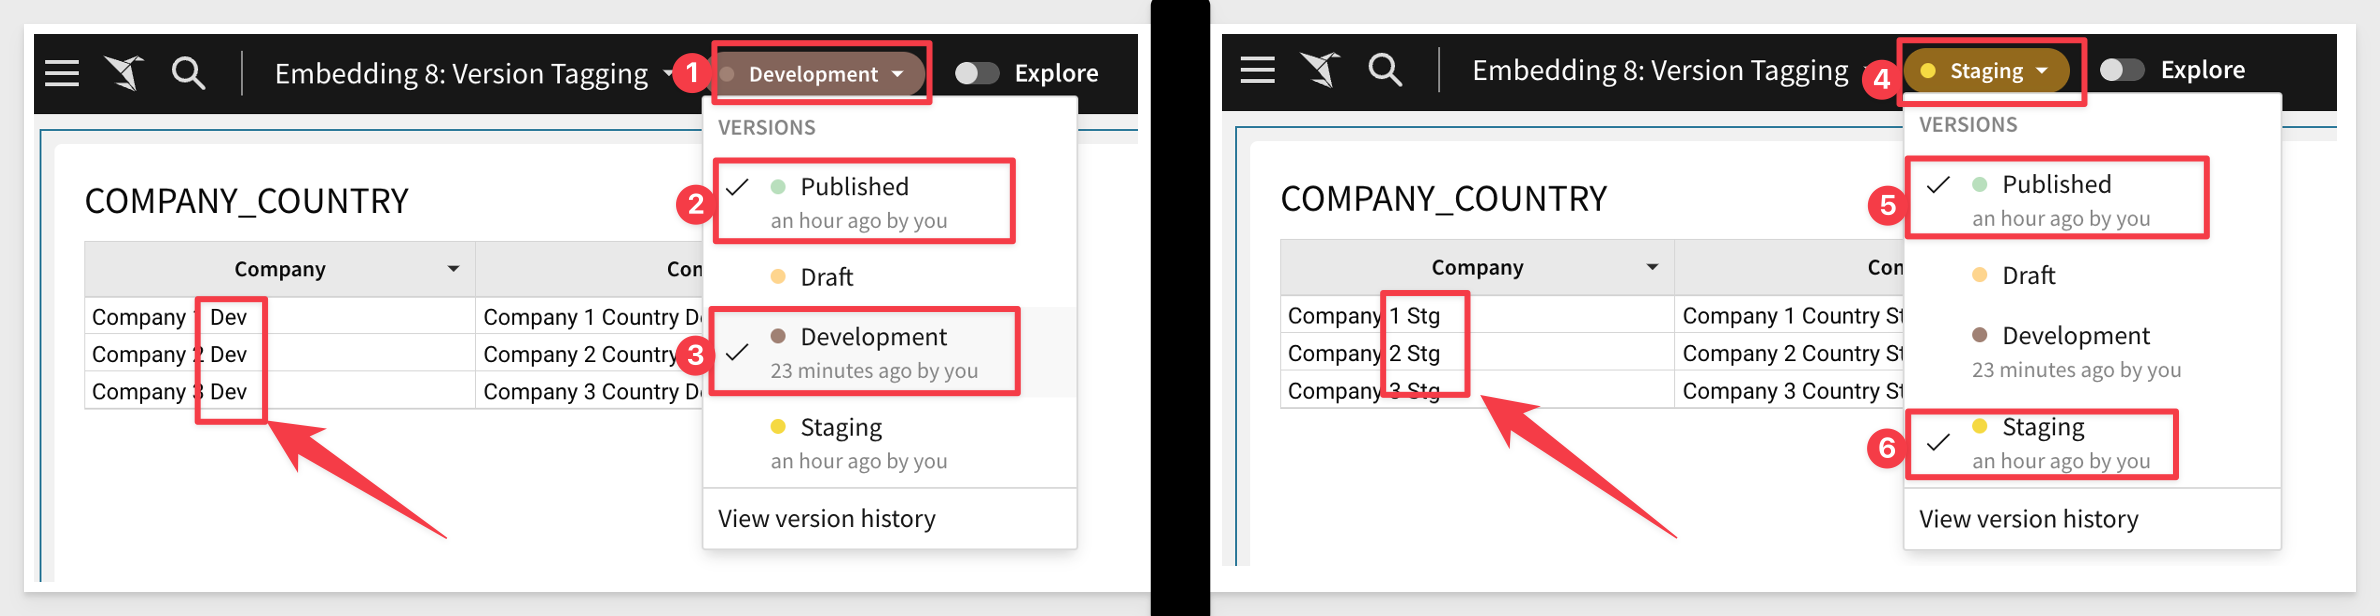 Embedding 8: Version Tagging
1
Development
Explore
VERSIONS
2
Published
an hour ago by you
Draft
3
Development
23 minutes ago by you
Staging
an hour ago by you
View version history
COMPANY_COUNTRY
Company
Con
Company 1 Dev
Company 1 Country De
Company 2 Dev
Company 2 Country
Company 3 Dev
Company 3 Country De
Embedding 8: Version Tagging
4
Staging
Explore
VERSIONS
5
Published
an hour ago by you
Draft
Development
23 minutes ago by you
6
Staging
an hour ago by you
View version history
COMPANY_COUNTRY
Company
Con
Company 1 Stg
Company 1 Country St
Company 2 Stg
Company 2 Country St
Company 3 Stg
Company 3 Country St